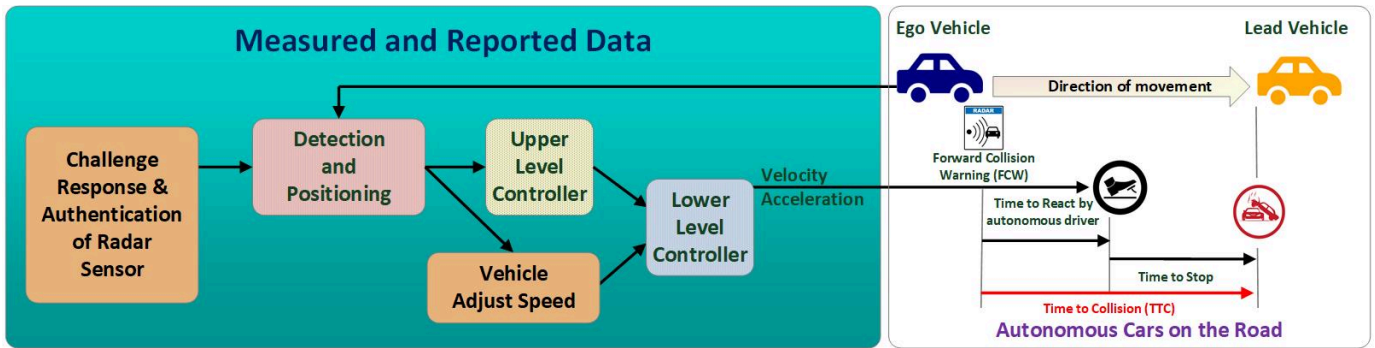 Measured and Reported Data
Challenge
Response &
Authentication
of Radar
Sensor
Detection
and
Positioning
Upper
Level
Controller
Vehicle
Adjust Speed
Lower
Level
Controller
Velocity
Acceleration
Ego Vehicle
Lead Vehicle
Direction of movement
RADAR
Forward Collision
Warning (FCW)
Time to React by
autonomous driver
Time to Stop
Time to Collision (TTC)
Autonomous Cars on the Road